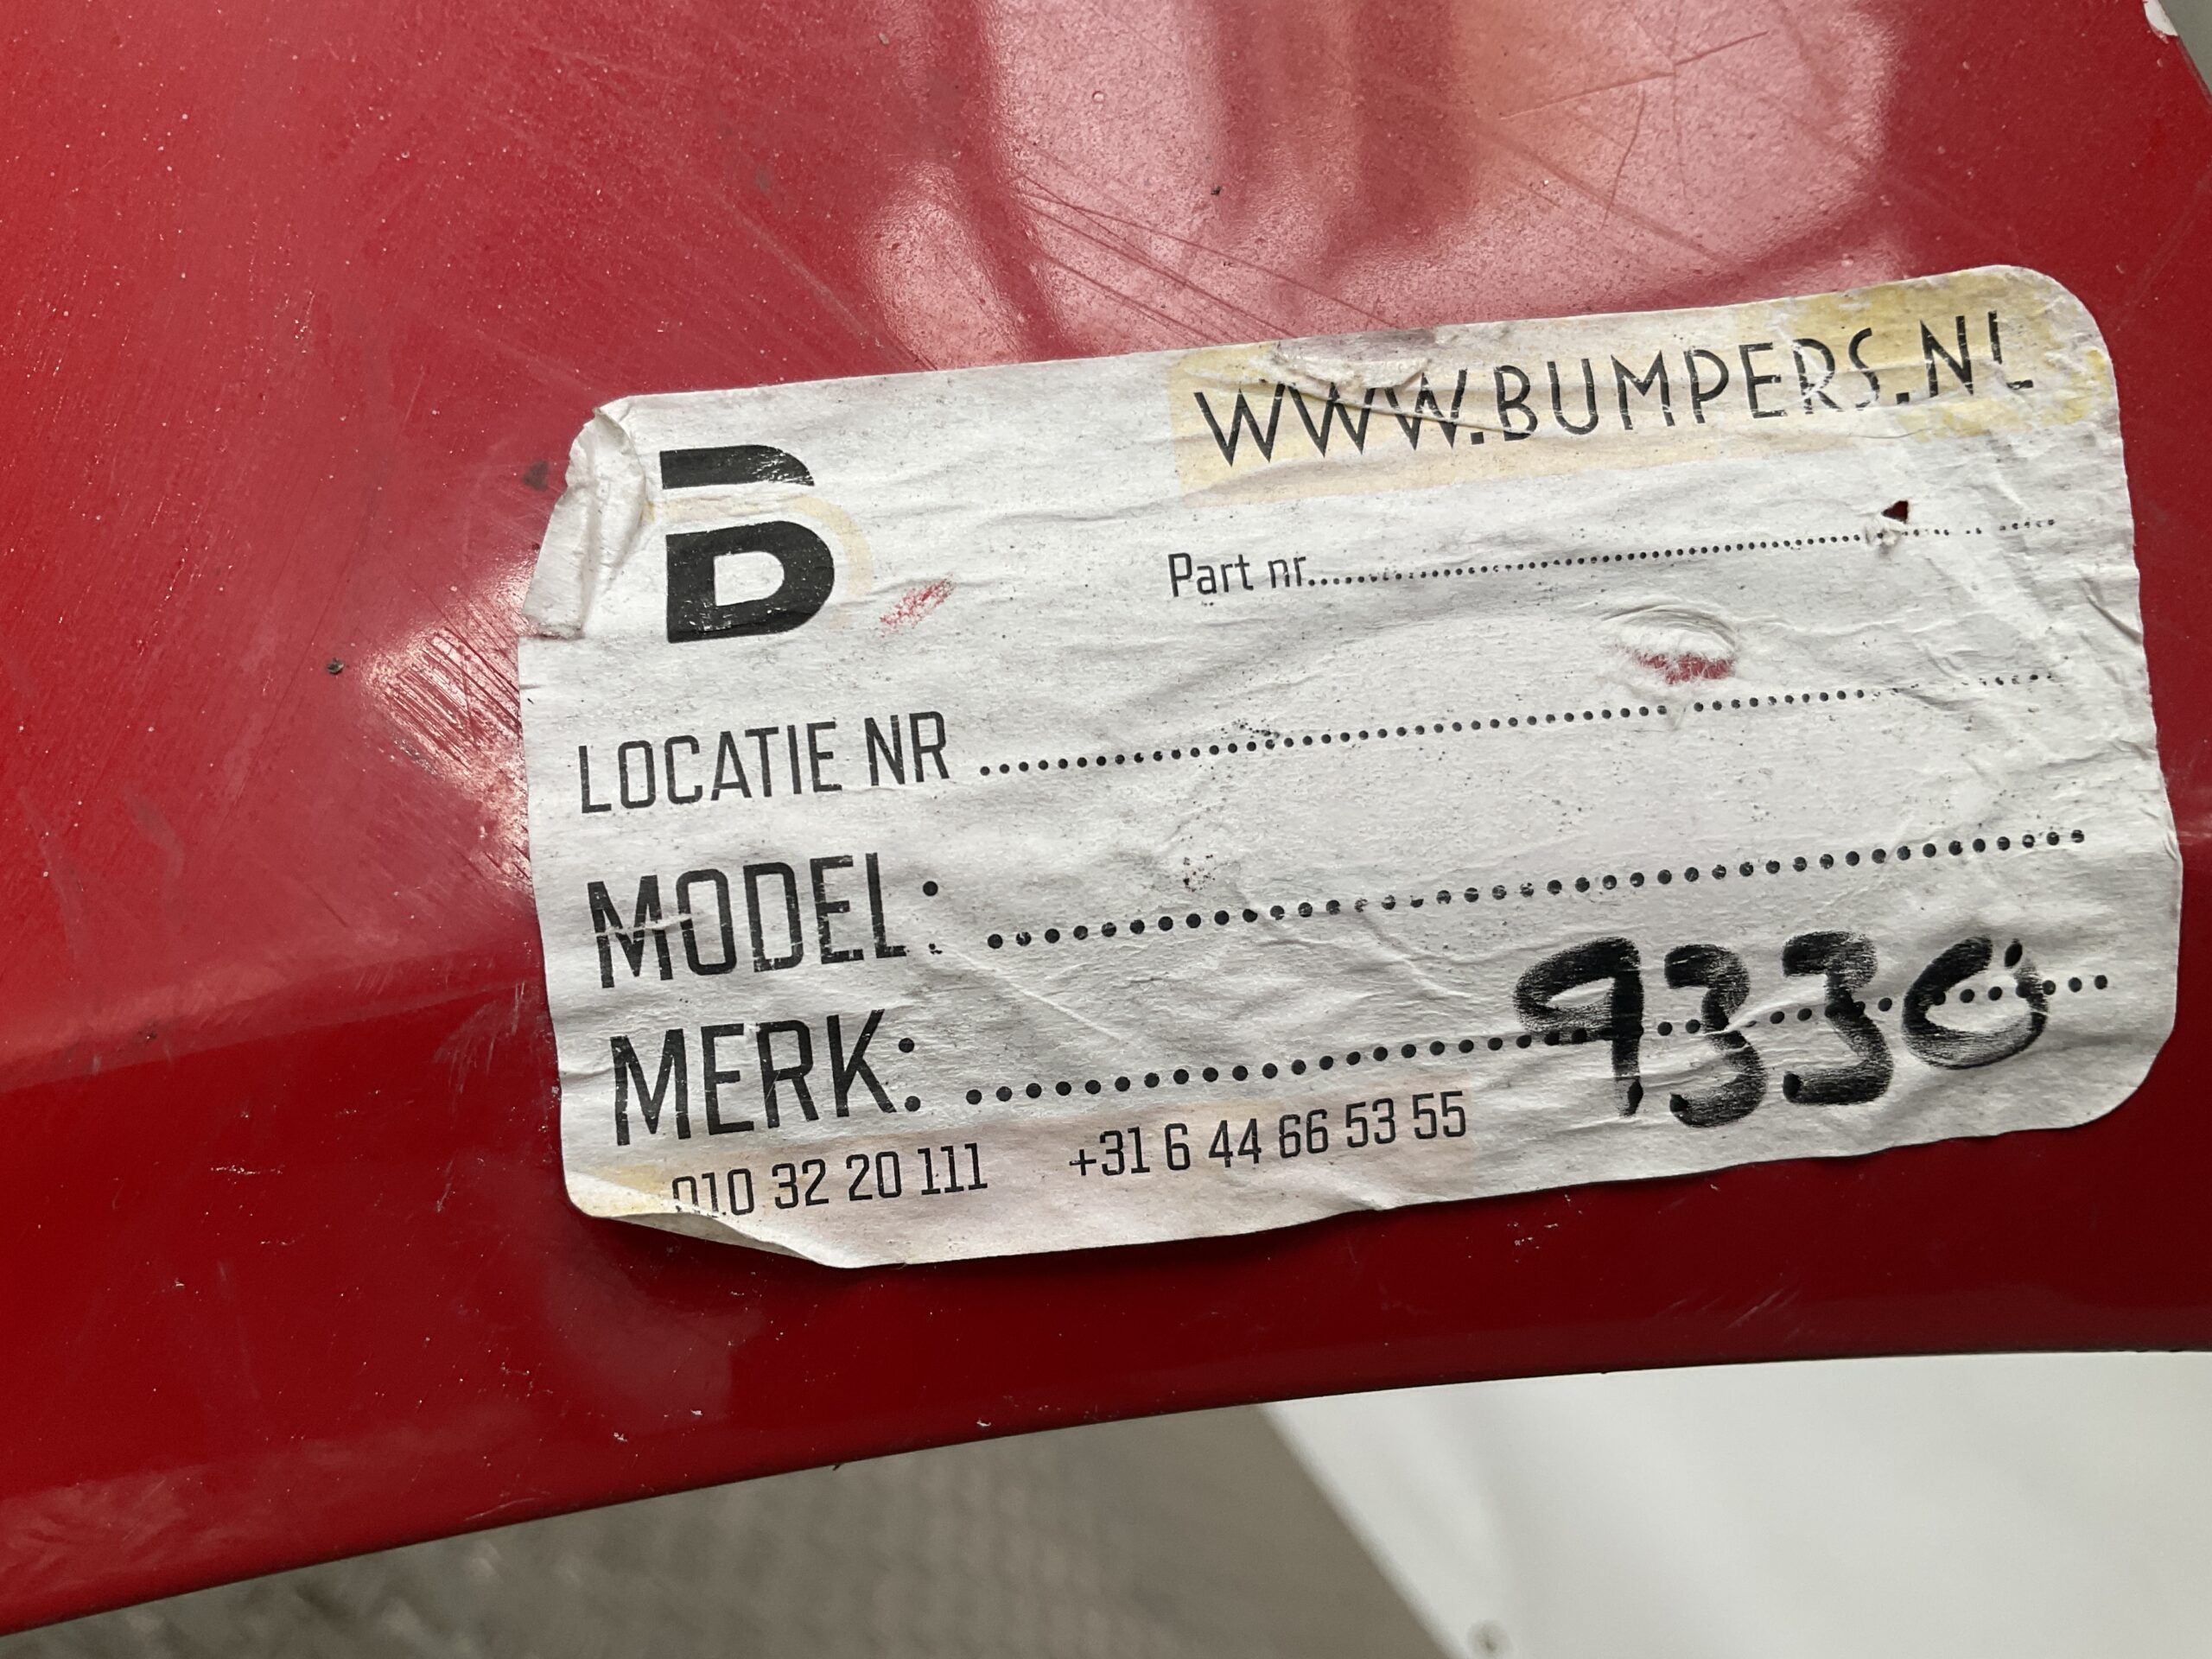 WWW.BUMPERS.NL
B
Part nr..........
LOCATIE NR ..........
MODEL: ..........
MERK: ..........
9330
010 32 20 111 +31 6 44 66 53 55